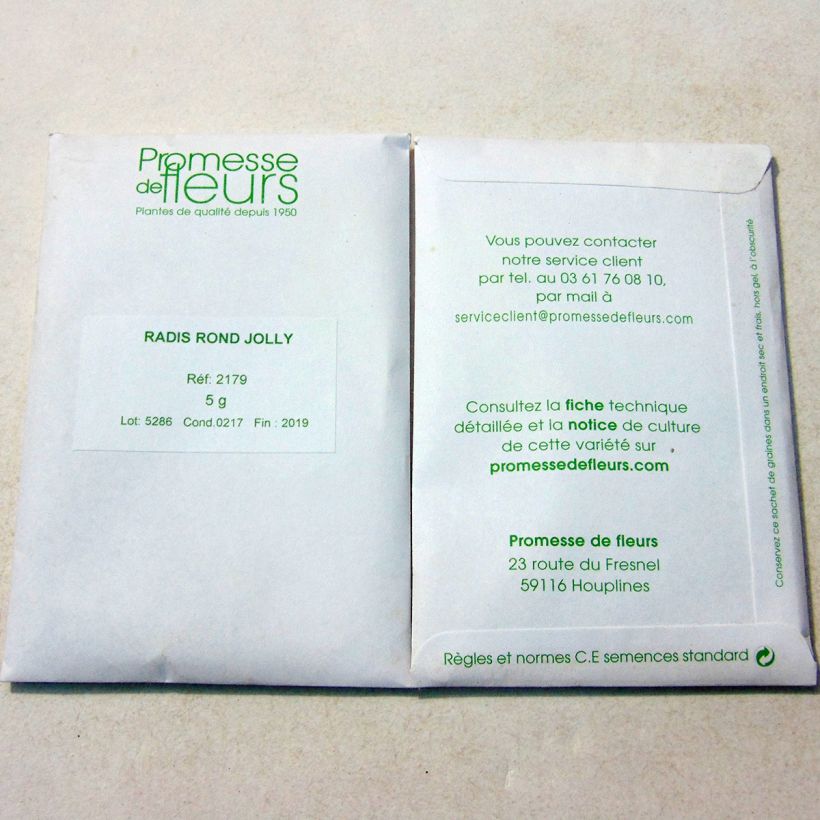 Promesse
de fleurs
Plantes de qualité depuis 1950
RADIS ROND JOLLY
Réf: 2179
5 g
Lot: 5286 Cond.0217 Fin : 2019
Vous pouvez contacter
notre service client
par tel. au 03 61 76 08 10,
par mail à
serviceclient@promessedefleurs.com
Consultez la fiche technique
détaillée et la notice de culture
de cette variété sur
promessedefleurs.com
Promesse de fleurs
23 route du Fresnel
59116 Houplines
Règles et normes C.E semences standard
Conservez ce sachet de graines dans un endroit sec et frais, hors gel, à l'obscurité